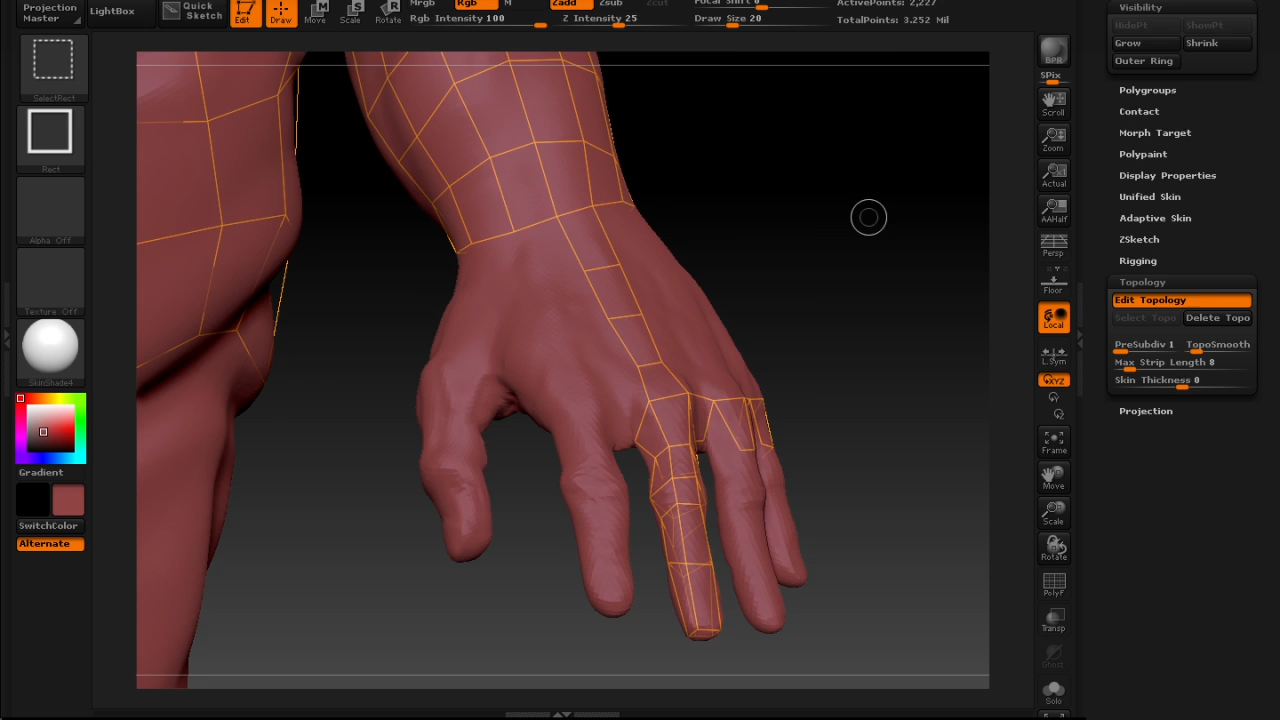 Projection
Master
LightBox
Quick
Sketch
Edit
Draw
Move
Scale
Rotate
Mrgb
Rgb
M
Rgb Intensity 100
Zadd
Zsub
Zcut
Z Intensity 25
Focal Shift 0
Draw Size 20
ActivePoints: 2,227
TotalPoints: 3.252 Mil
SelectRect
Rect
Alpha Off
Texture Off
SkinShade4
Gradient
SwitchColor
Alternate
BPR
SPix
Scroll
Zoom
Actual
AAHalf
Persp
Floor
Local
L.Sym
XYZ
Y
Z
Frame
Move
Scale
Rotate
PolyF
Transp
Ghost
Solo
Visibility
HidePt
ShowPt
Grow
Shrink
Outer Ring
Polygroups
Contact
Morph Target
Polypaint
Display Properties
Unified Skin
Adaptive Skin
ZSketch
Rigging
Topology
Edit Topology
Select Topo
Delete Topo
PreSubdiv 1
TopoSmooth
Max Strip Length 8
Skin Thickness 0
Projection